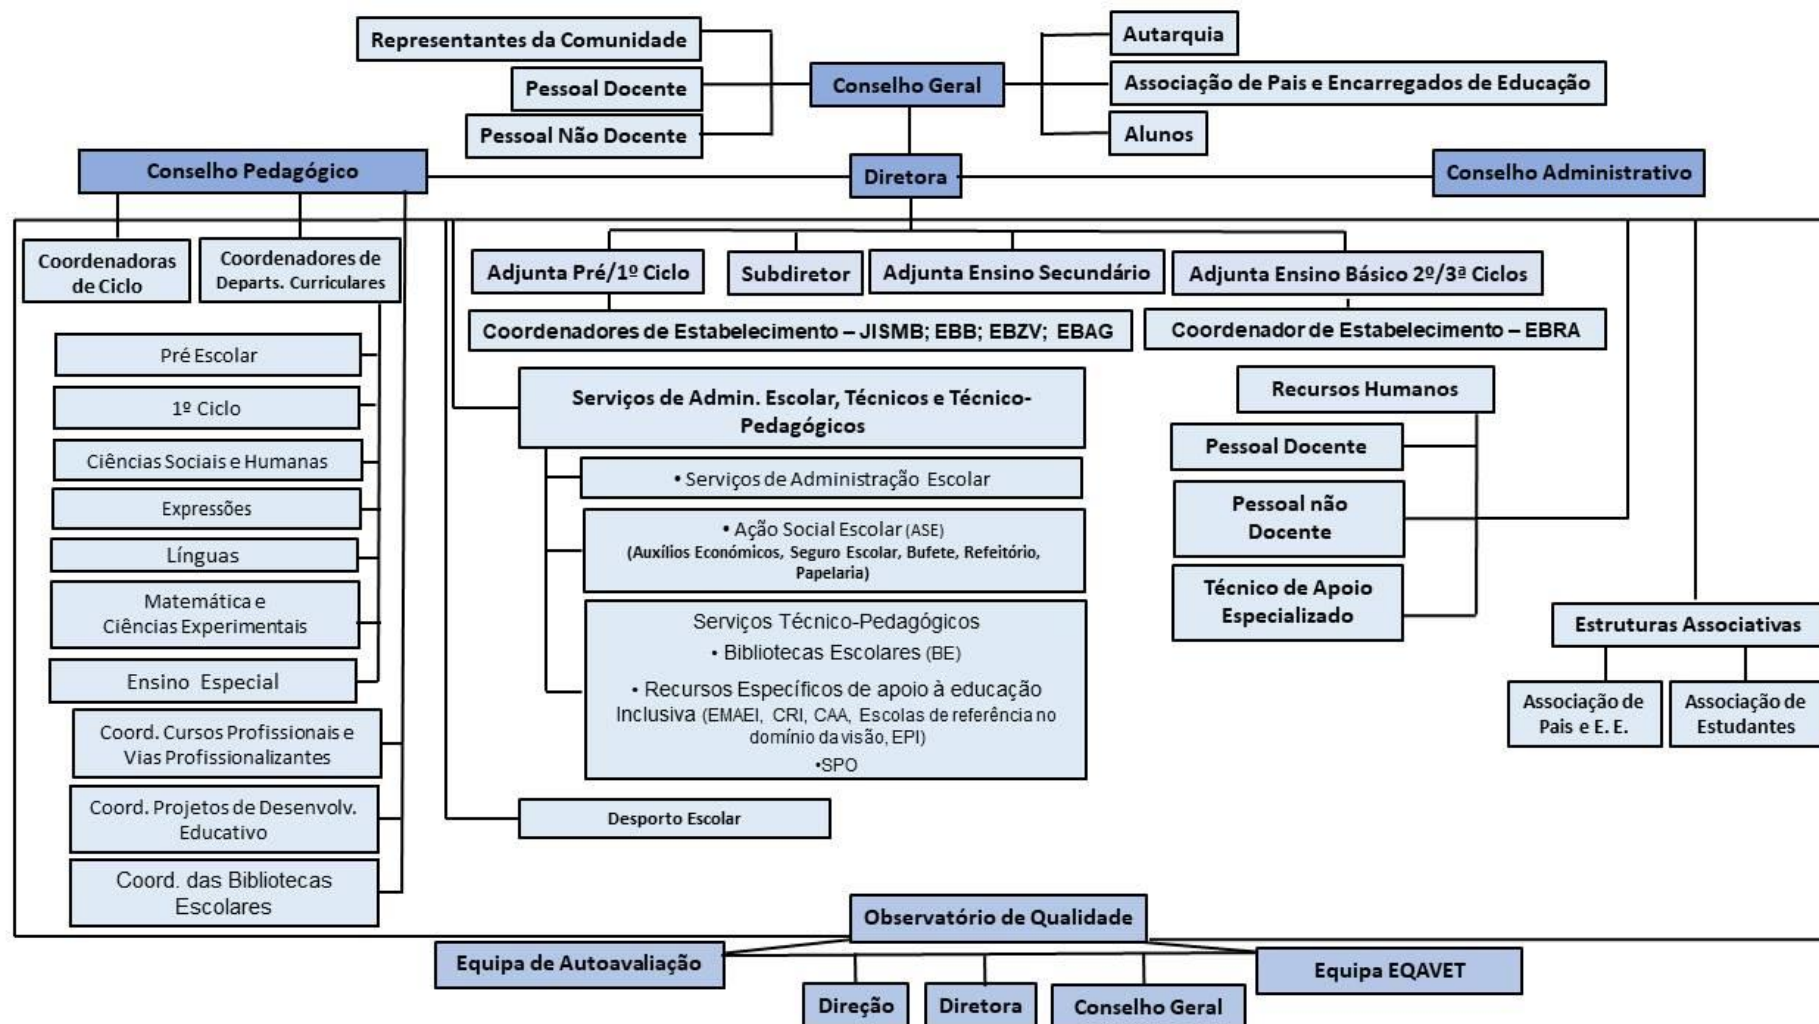 Representantes da Comunidade
Pessoal Docente
Pessoal Não Docente
Conselho Geral
Autarquia
Associação de Pais e Encarregados de Educação
Alunos
Conselho Pedagógico
Diretora
Conselho Administrativo
Coordenadoras
de Ciclo
Coordenadores de
Departs. Curriculares
Adjunta Pré/1º Ciclo
Subdiretor
Adjunta Ensino Secundário
Adjunta Ensino Básico 2º/3ª Ciclos
Coordenadores de Estabelecimento – JISMB; EBB; EBZV; EBAG
Coordenador de Estabelecimento – EBRA
Pré Escolar
1º Ciclo
Ciências Sociais e Humanas
Expressões
Línguas
Matemática e
Ciências Experimentais
Ensino Especial
Coord. Cursos Profissionais e
Vias Profissionalizantes
Coord. Projetos de Desenvolv.
Educativo
Coord. das Bibliotecas
Escolares
Serviços de Admin. Escolar, Técnicos e Técnico-
Pedagógicos
• Serviços de Administração Escolar
• Ação Social Escolar (ASE)
(Auxílios Económicos, Seguro Escolar, Bufete, Refeitório,
Papelaria)
Serviços Técnico-Pedagógicos
• Bibliotecas Escolares (BE)
• Recursos Específicos de apoio à educação
Inclusiva (EMAEI, CRI, CAA, Escolas de referência no
domínio da visão, EPI)
•SPO
Desporto Escolar
Recursos Humanos
Pessoal Docente
Pessoal não
Docente
Técnico de Apoio
Especializado
Estruturas Associativas
Associação de
Pais e E. E.
Associação de
Estudantes
Observatório de Qualidade
Equipa de Autoavaliação
Equipa EQAVET
Direção
Diretora
Conselho Geral